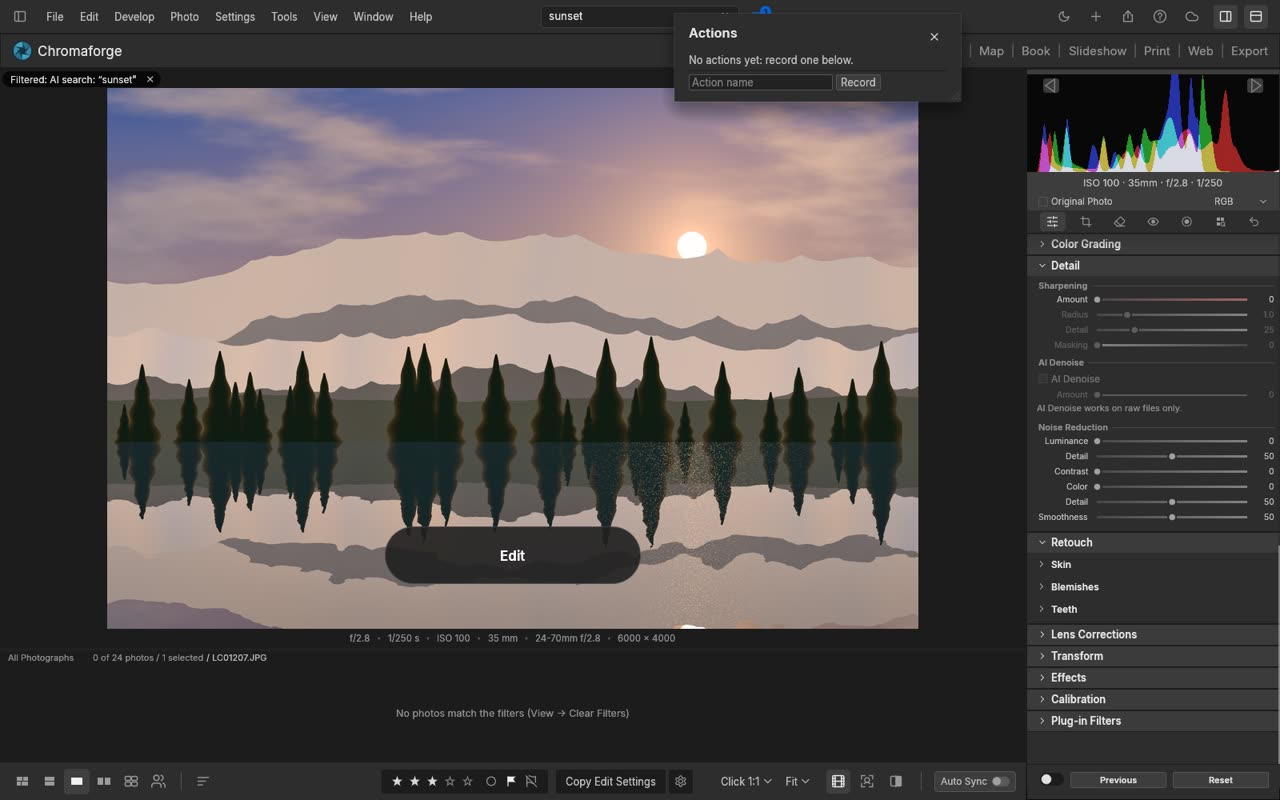 File Edit Develop Photo Settings Tools View Window Help
sunset
Actions
No actions yet: record one below.
Action name Record
Chromaforge
Map Book Slideshow Print Web Export
Filtered: AI search: “sunset”
ISO 100 · 35mm · f/2.8 · 1/250
Original Photo RGB
Color Grading
Detail
Sharpening
Amount 0
Radius 1.0
Detail 25
Masking 0
AI Denoise
AI Denoise
Amount 0
AI Denoise works on raw files only.
Noise Reduction
Luminance 0
Detail 50
Contrast 0
Color 0
Detail 50
Smoothness 50
Retouch
Skin
Blemishes
Teeth
Lens Corrections
Transform
Effects
Calibration
Plug-in Filters
Edit
f/2.8 · 1/250 s · ISO 100 · 35 mm · 24-70mm f/2.8 · 6000 × 4000
All Photographs 0 of 24 photos / 1 selected / LC01207.JPG
No photos match the filters (View → Clear Filters)
Copy Edit Settings Click 1:1 Fit Auto Sync Previous Reset